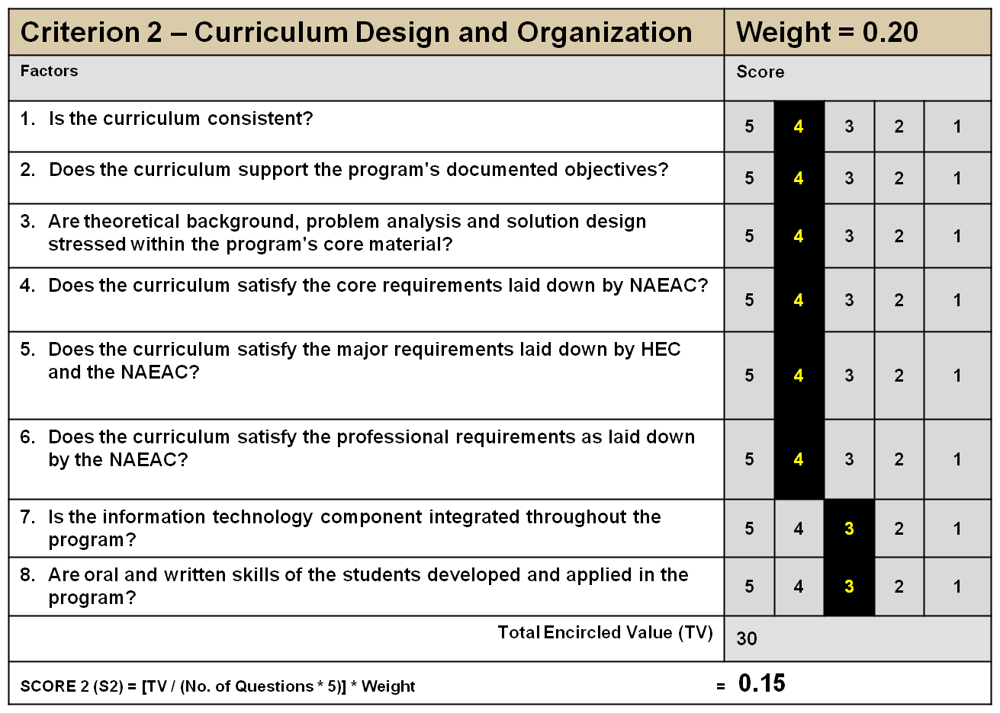 Criterion 2 – Curriculum Design and Organization Weight = 0.20
Factors Score
1. Is the curriculum consistent? 5 4 3 2 1
2. Does the curriculum support the program's documented objectives? 5 4 3 2 1
3. Are theoretical background, problem analysis and solution design
stressed within the program's core material? 5 4 3 2 1
4. Does the curriculum satisfy the core requirements laid down by NAEAC? 5 4 3 2 1
5. Does the curriculum satisfy the major requirements laid down by HEC
and the NAEAC? 5 4 3 2 1
6. Does the curriculum satisfy the professional requirements as laid down
by the NAEAC? 5 4 3 2 1
7. Is the information technology component integrated throughout the
program? 5 4 3 2 1
8. Are oral and written skills of the students developed and applied in the
program? 5 4 3 2 1
Total Encircled Value (TV) 30
SCORE 2 (S2) = [TV / (No. of Questions * 5)] * Weight = 0.15